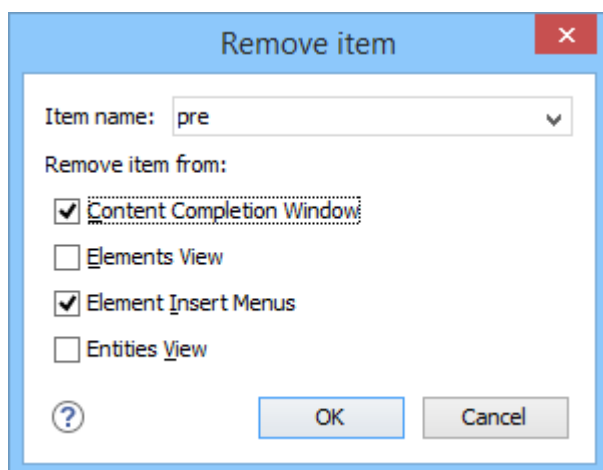 Remove item
Item name: pre
Remove item from:
Content Completion Window
Elements View
Element Insert Menus
Entities View
? OK Cancel